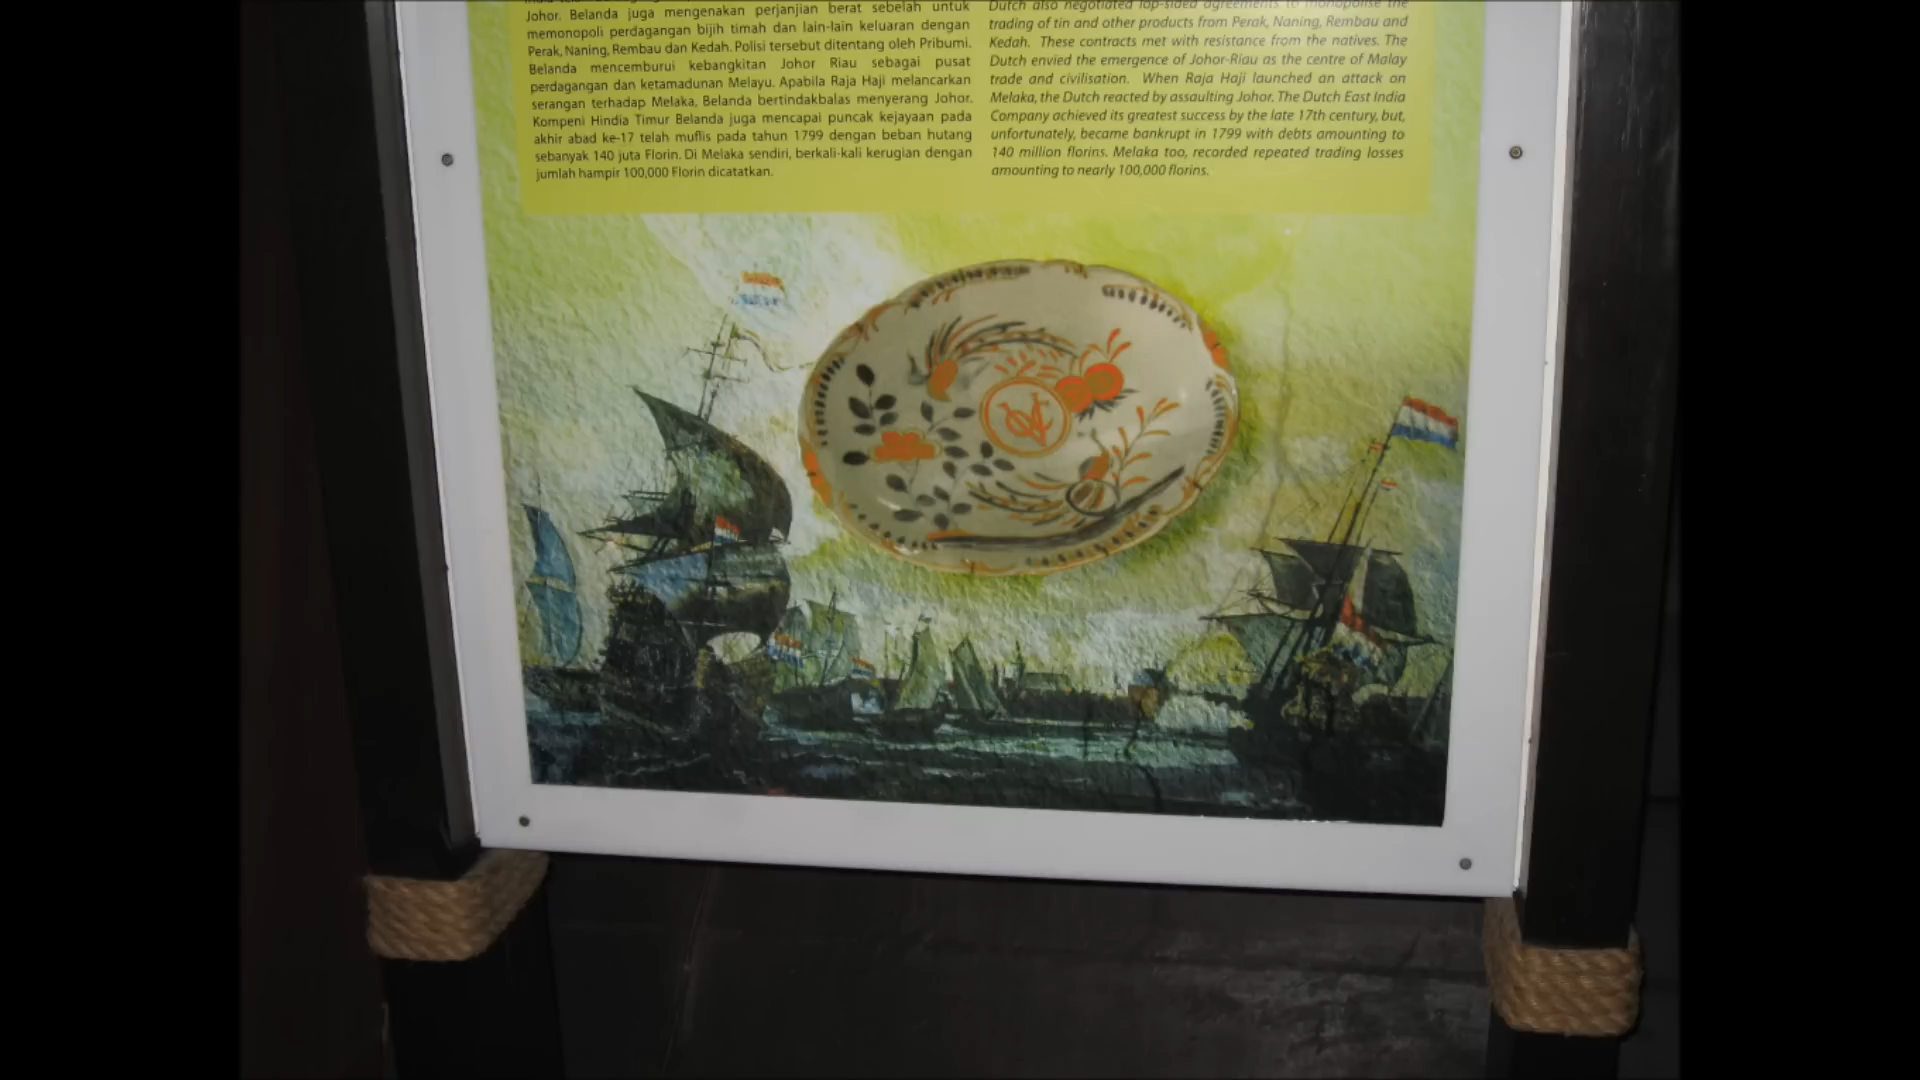 Johor. Belanda juga mengenakan perjanjian berat sebelah untuk
memonopoli perdagangan bijih timah dan lain-lain keluaran dengan
Perak, Naning, Rembau dan Kedah. Polisi tersebut ditentang oleh Pribumi.
Belanda mencemburui kebangkitan Johor Riau sebagai pusat
perdagangan dan ketamadunan Melayu. Apabila Raja Haji melancarkan
serangan terhadap Melaka, Belanda bertindakbalas menyerang Johor.
Kompeni Hindia Timur Belanda juga mencapai puncak kejayaan pada
akhir abad ke-17 telah muflis pada tahun 1799 dengan beban hutang
sebanyak 140 juta Florin. Di Melaka sendiri, berkali-kali kerugian dengan
jumlah hampir 100,000 Florin dicatatkan.
Dutch also negotiated lop-sided agreements to monopolise the
trading of tin and other products from Perak, Naning, Rembau and
Kedah. These contracts met with resistance from the natives. The
Dutch envied the emergence of Johor-Riau as the centre of Malay
trade and civilisation. When Raja Haji launched an attack on
Melaka, the Dutch reacted by assaulting Johor. The Dutch East India
Company achieved its greatest success by the late 17th century, but,
unfortunately, became bankrupt in 1799 with debts amounting to
140 million florins. Melaka too, recorded repeated trading losses
amounting to nearly 100,000 florins.
VOC